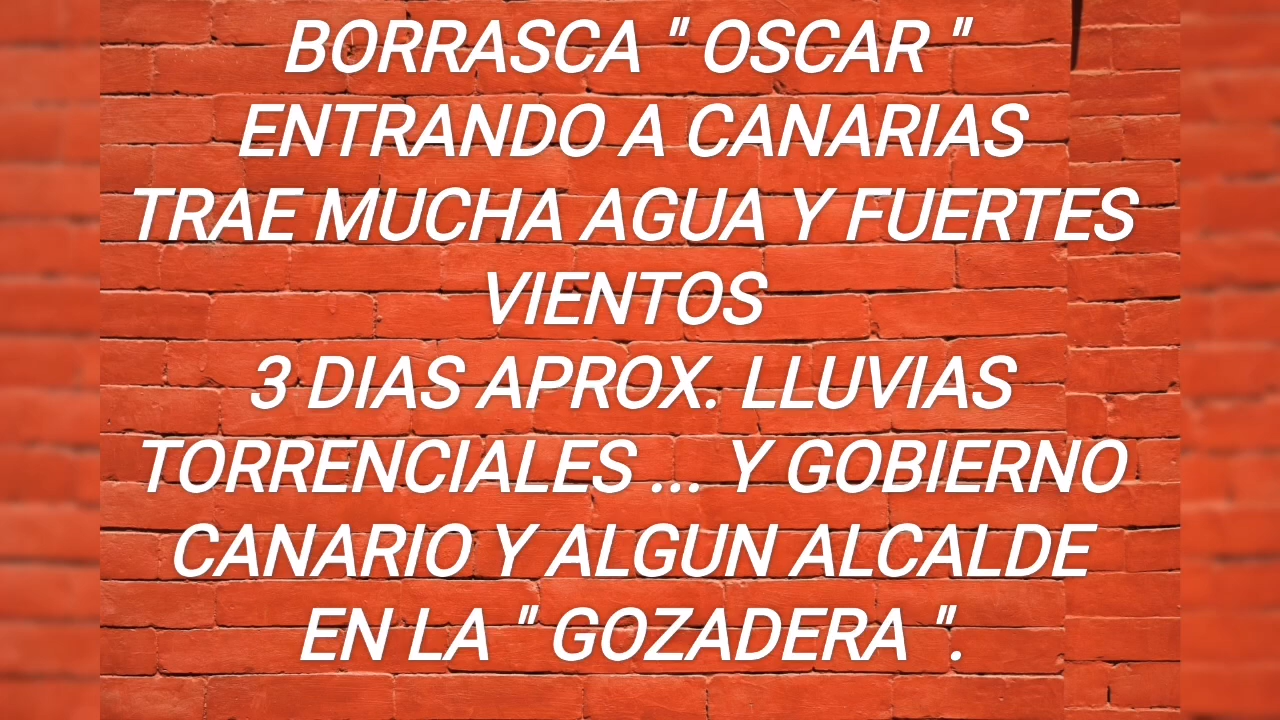 BORRASCA " OSCAR "
ENTRANDO A CANARIAS
TRAE MUCHA AGUA Y FUERTES
VIENTOS
3 DIAS APROX. LLUVIAS
TORRENCIALES ... Y GOBIERNO
CANARIO Y ALGUN ALCALDE
EN LA " GOZADERA ".